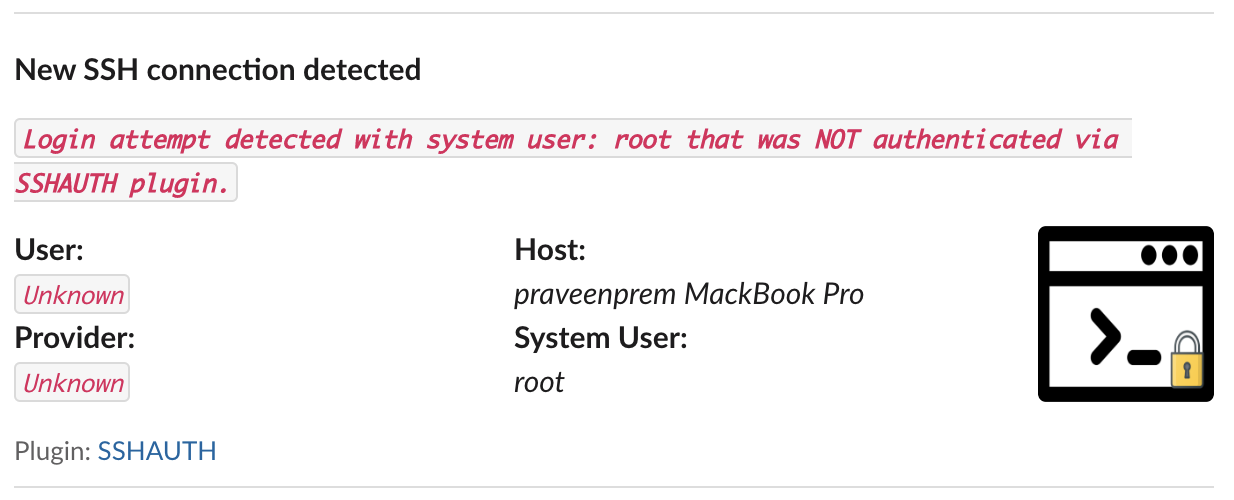 New SSH connection detected
Login attempt detected with system user: root that was NOT authenticated via
SSHAUTH plugin.
User:
Host:
Unknown
praveenprem MackBook Pro
Provider:
System User:
Unknown
root
Plugin: SSHAUTH